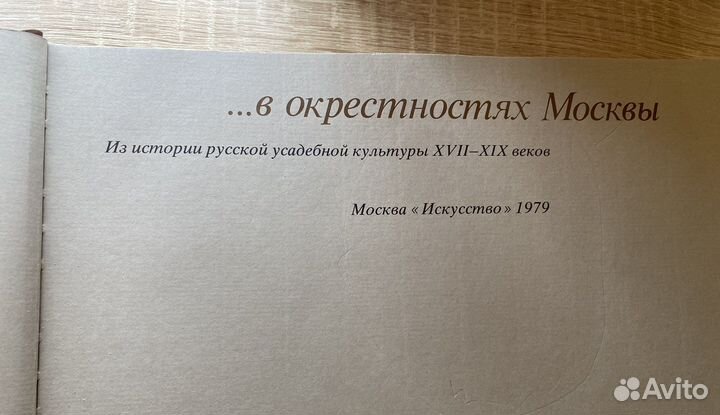 ...в окрестностях Москвы
Из истории русской усадебной культуры XVII–XIX веков
Москва «Искусство» 1979
Avito